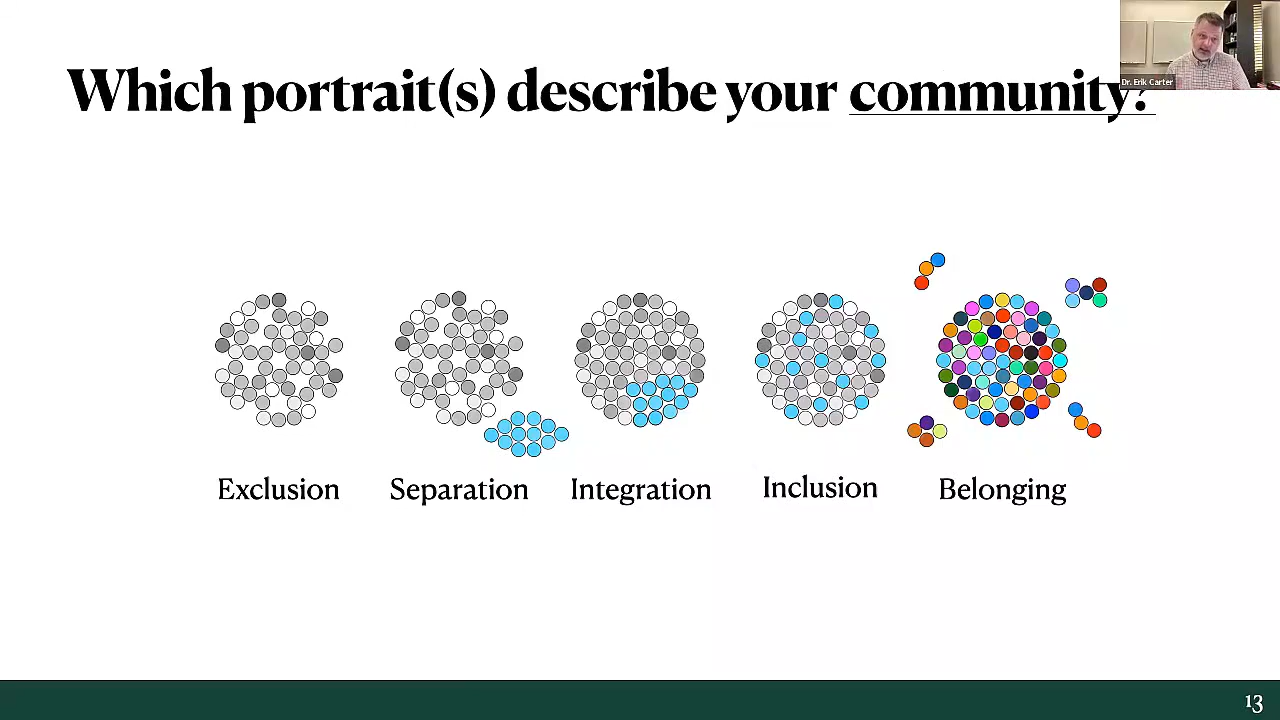 Dr. Erik Carter
Which portrait(s) describe your community?
Exclusion Separation Integration Inclusion Belonging
13